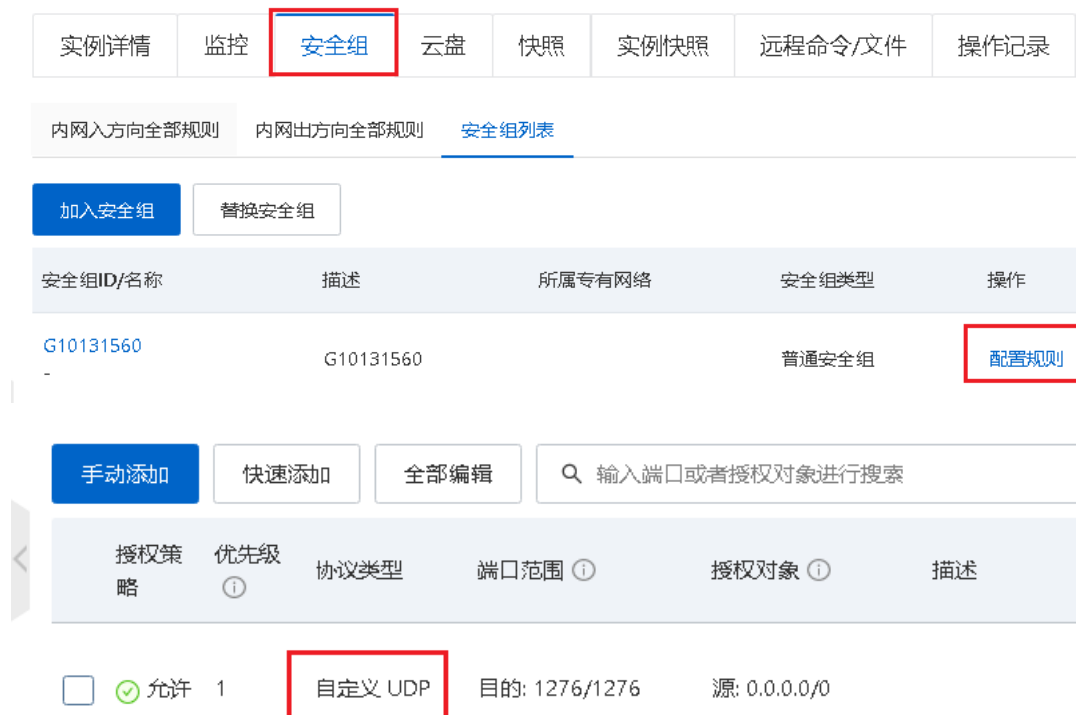 实例详情 监控 安全组 云盘 快照 实例快照 远程命令/文件 操作记录
内网入方向全部规则 内网出方向全部规则 安全组列表
加入安全组 替换安全组
安全组ID/名称 描述 所属专有网络 安全组类型 操作
G10131560 G10131560 普通安全组 配置规则
-
手动添加 快速添加 全部编辑 输入端口或者授权对象进行搜索
授权策略 优先级 协议类型 端口范围 授权对象 描述
允许 1 自定义 UDP 目的: 1276/1276 源: 0.0.0.0/0